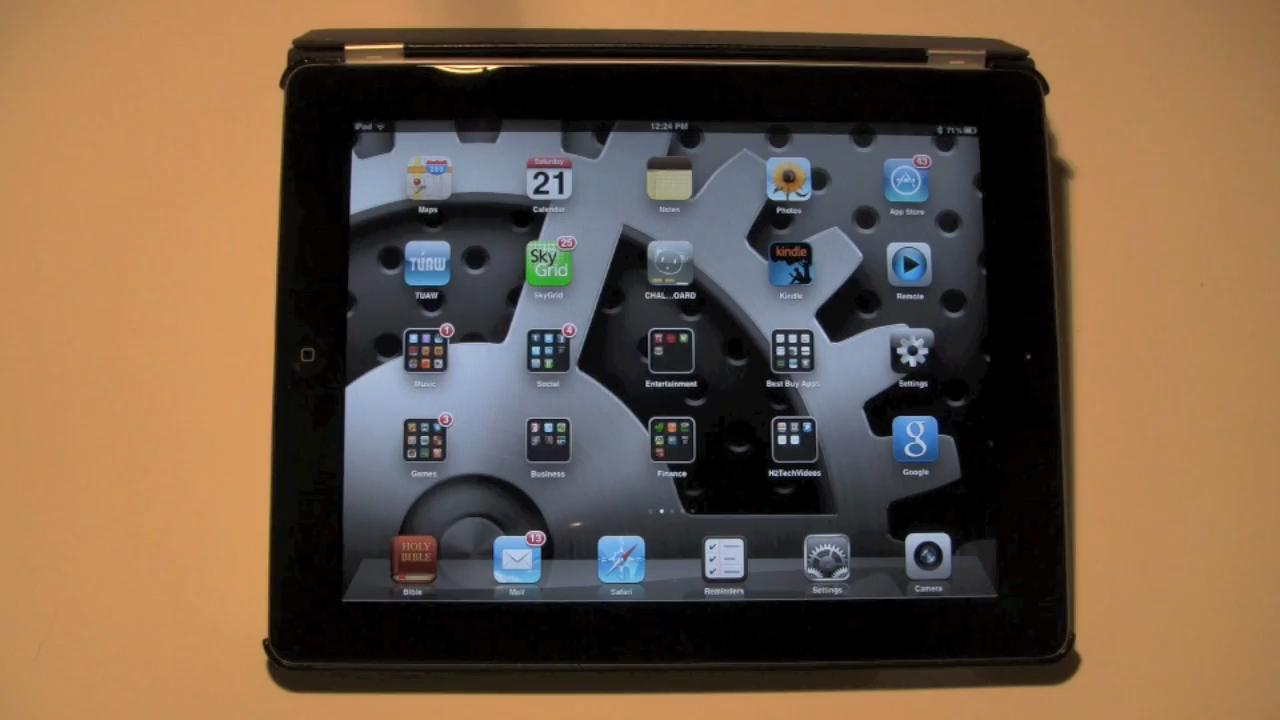 iPod 12:24 PM 71%
280 Saturday 43
21
Maps Calendar Notes Photos App Store
25
TUAW Sky Grid kindle
TUAW SkyGrid CHAL...OARD Kindle Remote
1 4
Music Social Entertainment Best Buy Apps Settings
3
g
Games Business Finance H2TechVideos Google
13
HOLY
BIBLE
Bible Mail Safari Reminders Settings Camera